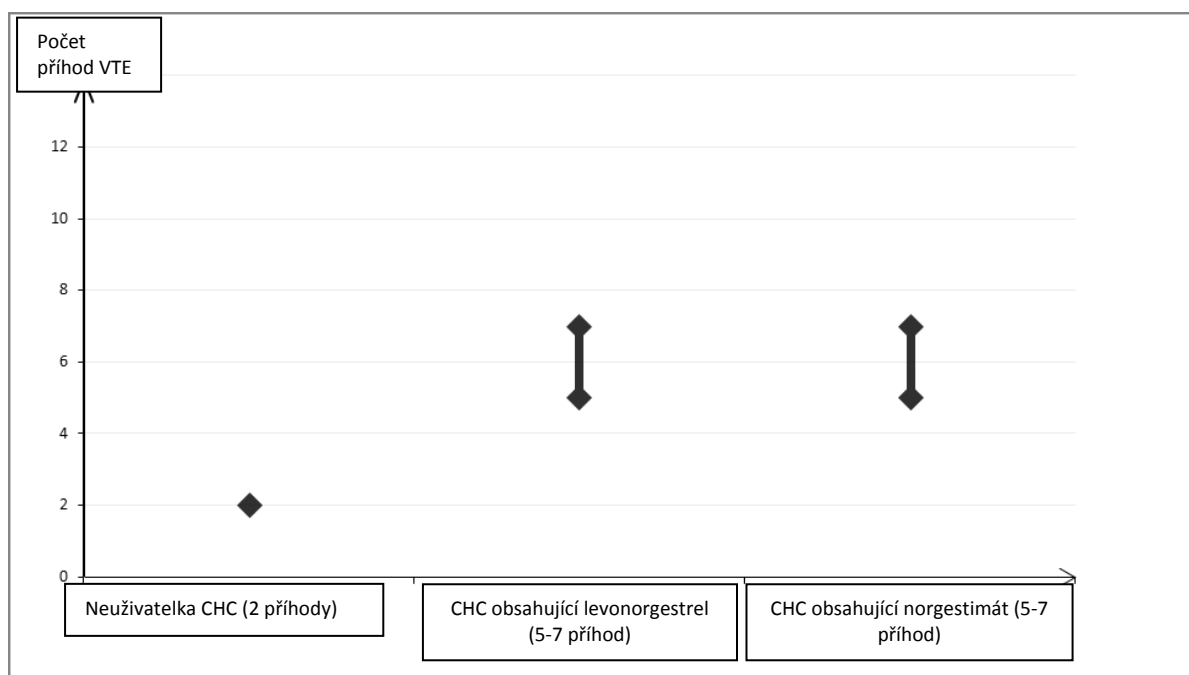 Počet
příhod VTE
12
10
8
6
4
2
0
Neuživatelka CHC (2 příhody)
CHC obsahující levonorgestrel
(5-7 příhod)
CHC obsahující norgestimát (5-7
příhod)